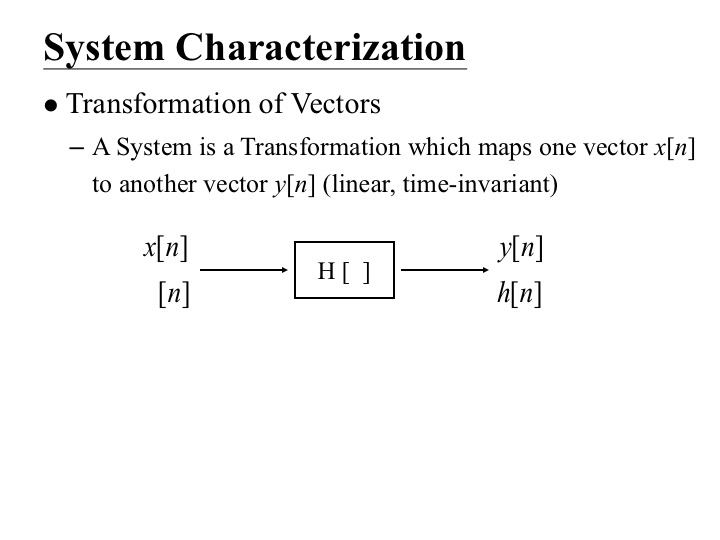 System Characterization
● Transformation of Vectors
– A System is a Transformation which maps one vector x[n]
to another vector y[n] (linear, time-invariant)
x[n] H [ ] y[n]
[n] h[n]